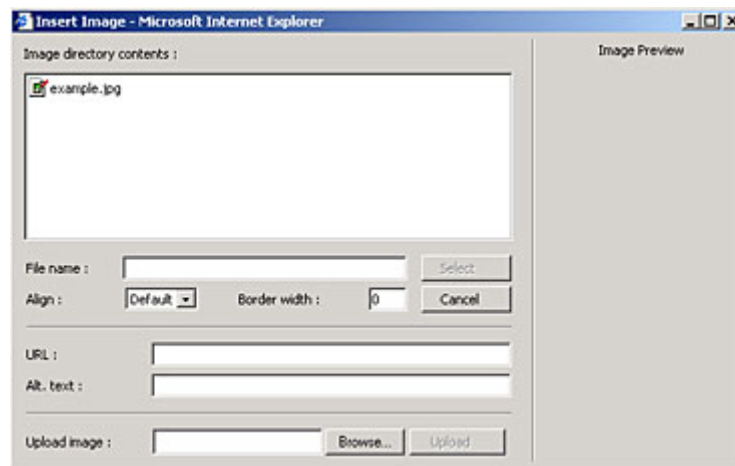 Insert Image - Microsoft Internet Explorer
Image directory contents :
Image Preview
example.jpg
File name :
Select
Align :
Default
Border width :
0
Cancel
URL :
Alt. text :
Upload image :
Browse...
Upload